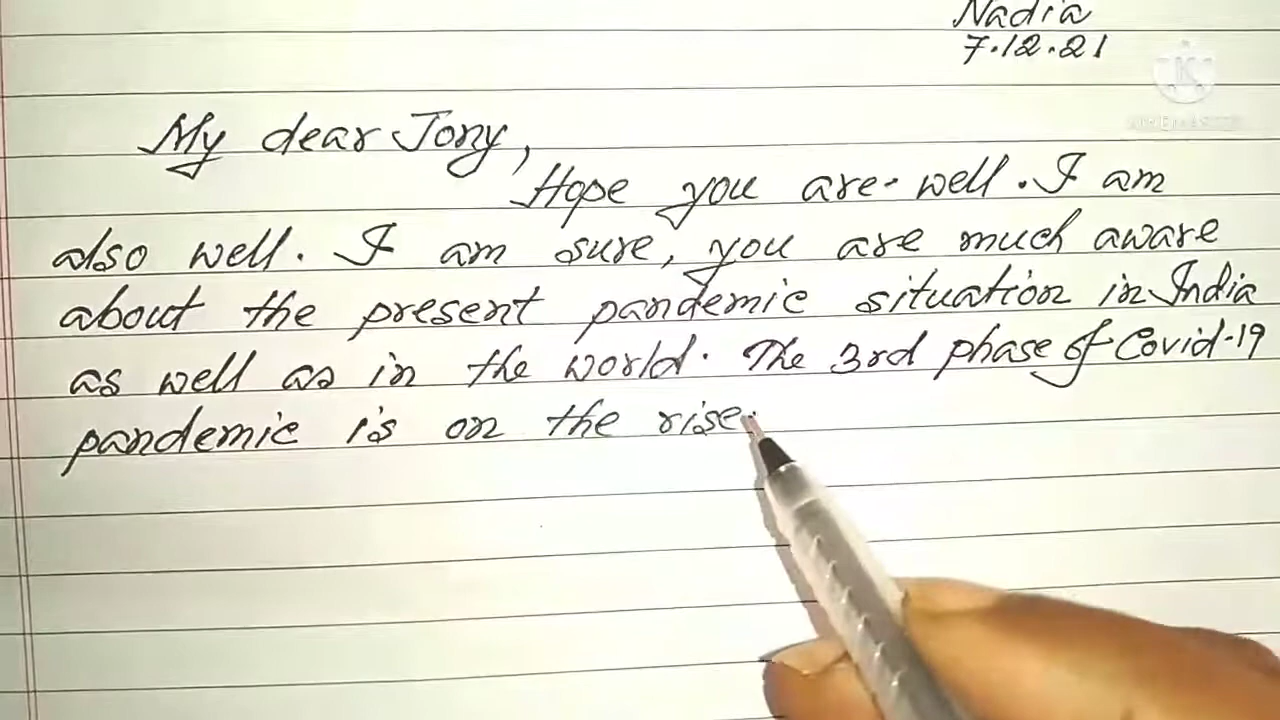 Nadia
7.12.21
My dear Jony,
Hope you are well. I am
also well. I am sure, you are much aware
about the present pandemic situation in India
as well as in the world. The 3rd phase of Covid-19
pandemic is on the rise.
K
KINEMASTER